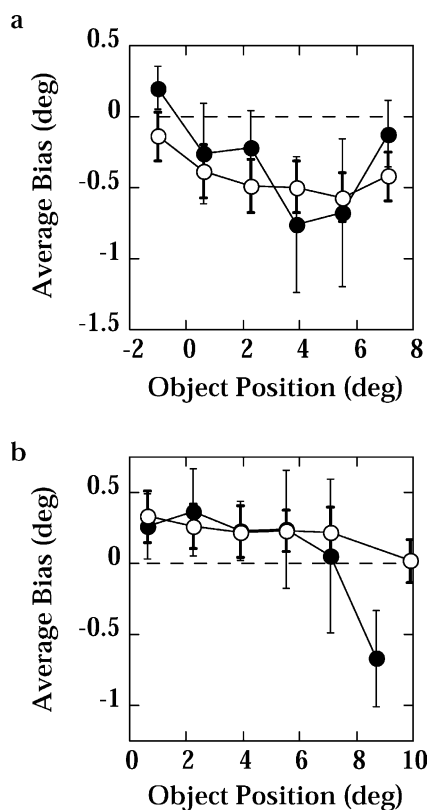 a
0.5
0
-0.5
-1
-1.5
Average Bias (deg)
-2 0 2 4 6 8
Object Position (deg)
b
0.5
0
-0.5
-1
Average Bias (deg)
0 2 4 6 8 10
Object Position (deg)